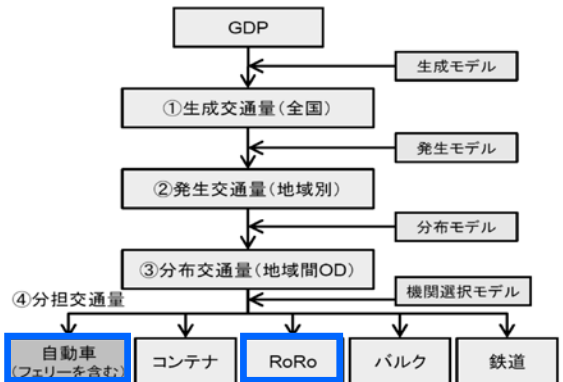 GDP
生成モデル
①生成交通量(全国)
発生モデル
②発生交通量(地域別)
分布モデル
③分布交通量(地域間OD)
機関選択モデル
④分担交通量
自動車
(フェリーを含む)
コンテナ
RoRo
バルク
鉄道